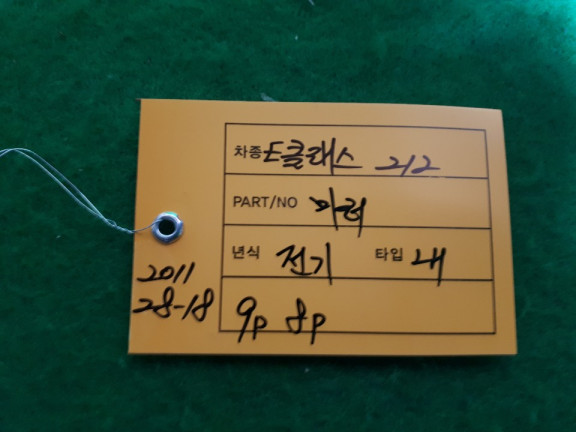 차종 E클래스 212
PART/NO 미러
년식 전기 타입 내
9P 8P
2011
28-18